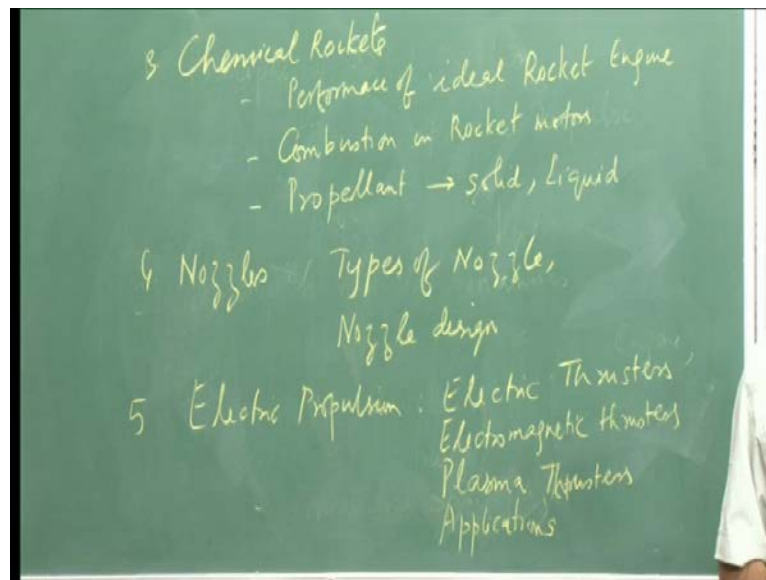 3 Chemical Rockets
- Performace of ideal Rocket Engine
- Combustion in Rocket motors
- Propellant → solid, Liquid
4 Nozzles Types of Nozzle,
Nozzle design
5 Electric Propulsion : Electric Thrusters,
Electromagnetic thrusters
Plasma Thrusters
Applications